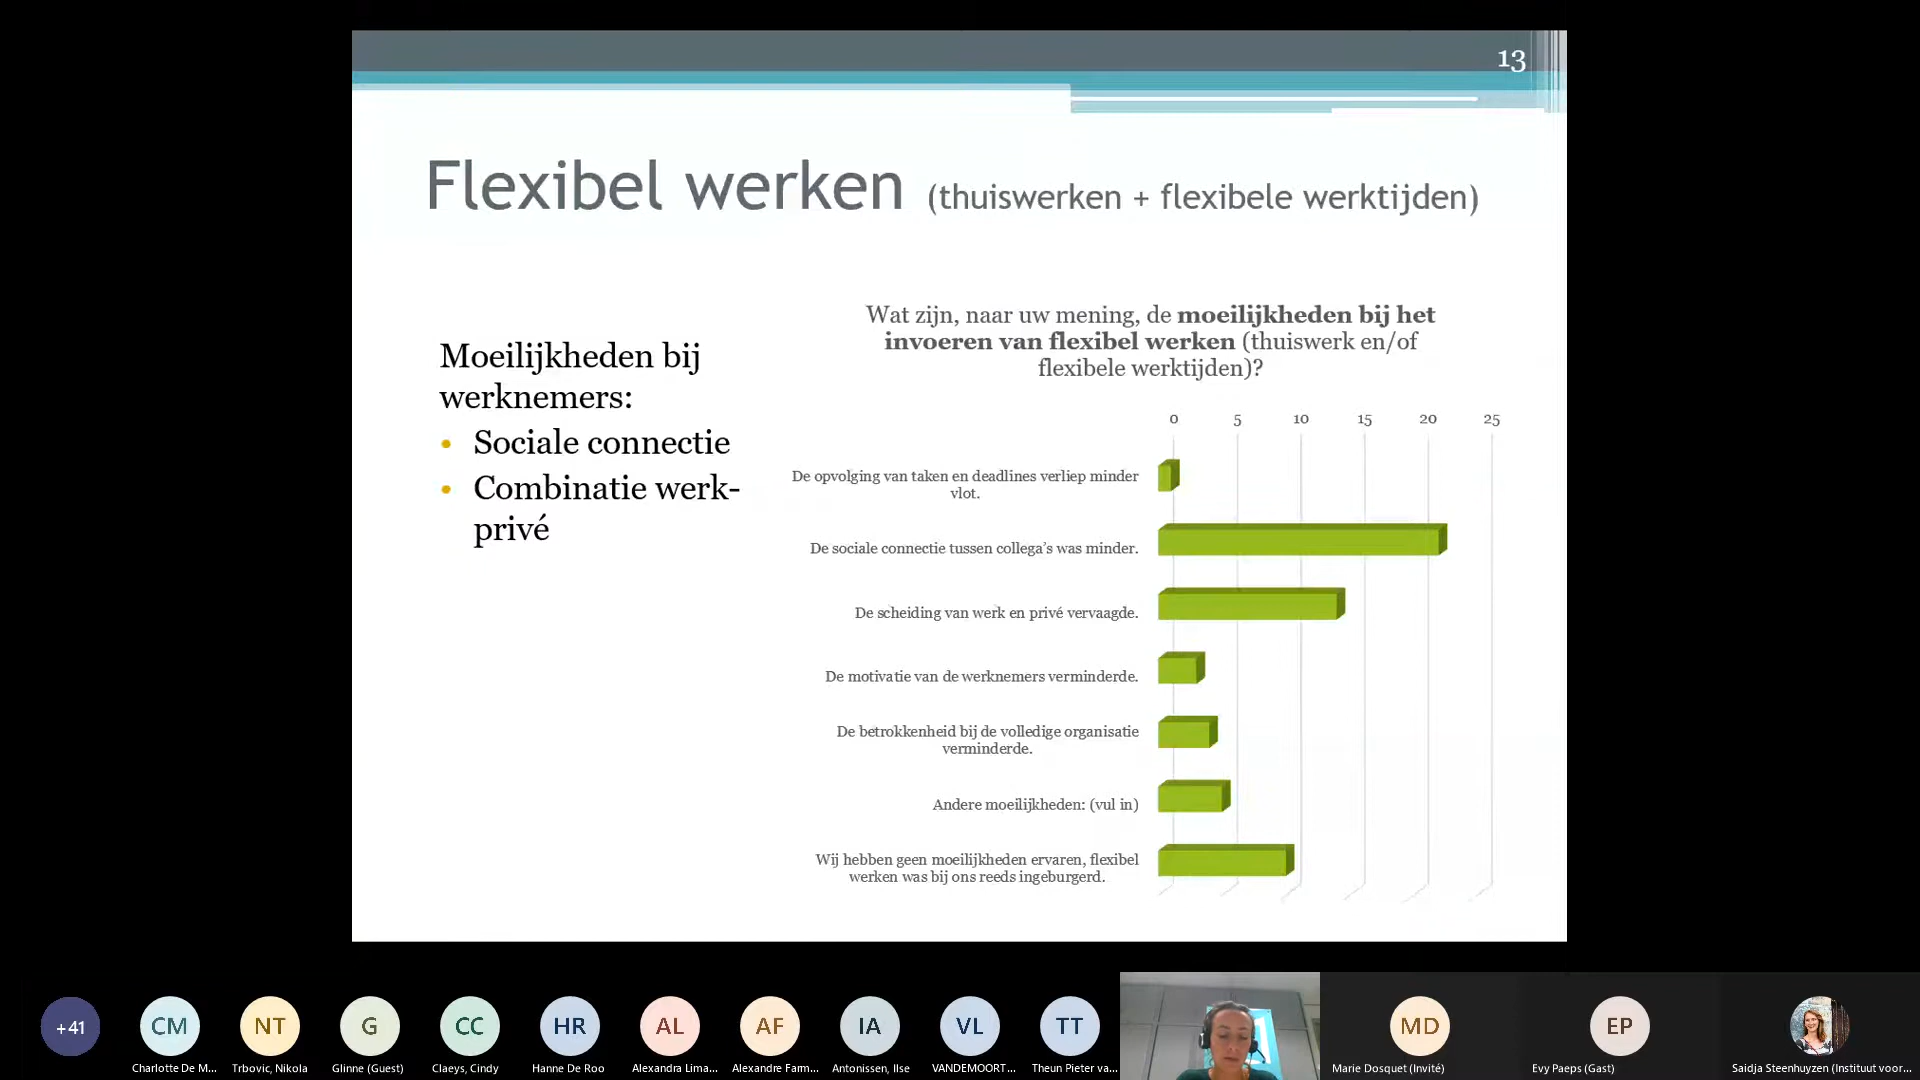 13
Flexibel werken (thuiswerken + flexibele werktijden)
Moeilijkheden bij
werknemers:
• Sociale connectie
• Combinatie werk-
privé
Wat zijn, naar uw mening, de moeilijkheden bij het
invoeren van flexibel werken (thuiswerk en/of
flexibele werktijden)?
0 5 10 15 20 25
De opvolging van taken en deadlines verliep minder
vlot.
De sociale connectie tussen collega's was minder.
De scheiding van werk en privé vervaagde.
De motivatie van de werknemers verminderde.
De betrokkenheid bij de volledige organisatie
verminderde.
Andere moeilijkheden: (vul in)
Wij hebben geen moeilijkheden ervaren, flexibel
werken was bij ons reeds ingeburgerd.
+41 CM NT G CC HR AL AF IA VL TT MD EP
Charlotte De M... Trbovic, Nikola Glinne (Guest) Claeys, Cindy Hanne De Roo Alexandra Lima... Alexandre Farm... Antonissen, Ilse VANDEMOORT... Theun Pieter va... Marie Dosquet (Invité) Evy Paeps (Gast) Saidja Steenhuyzen (Instituut voor...